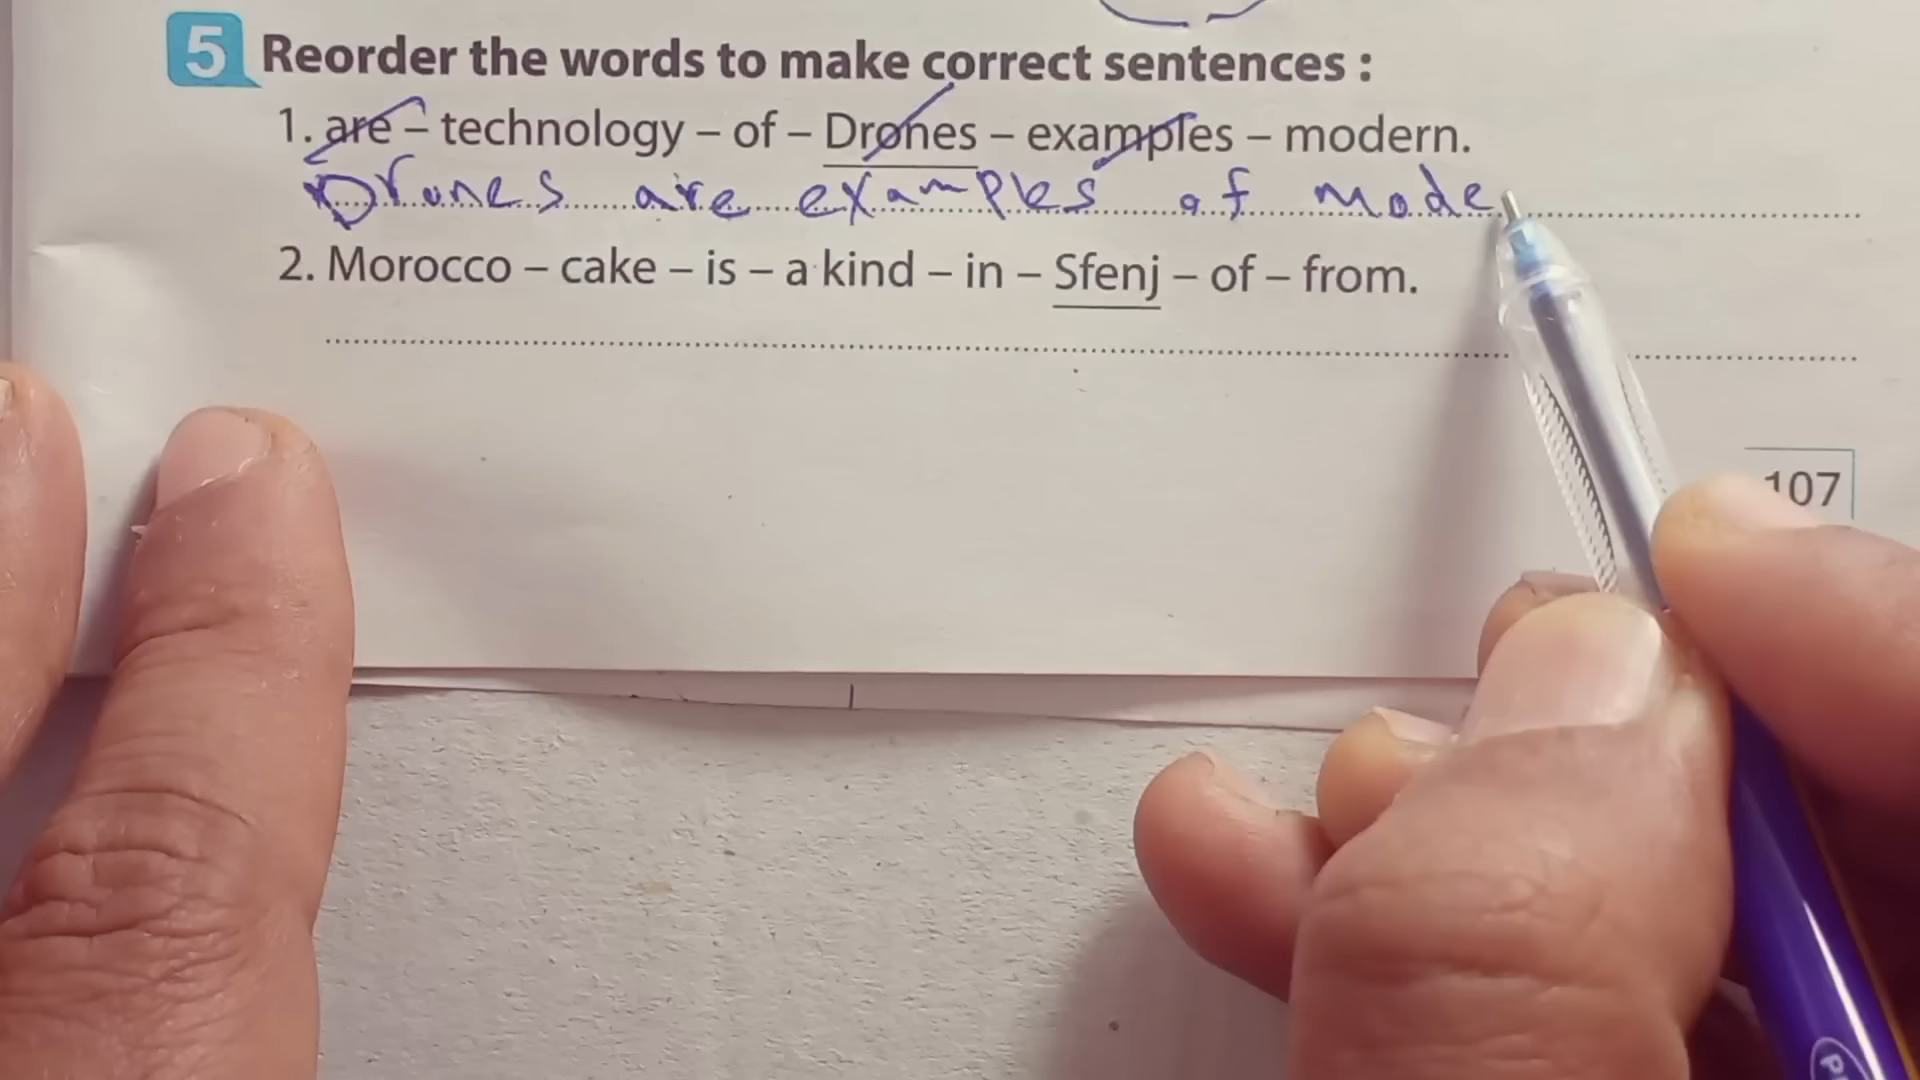 5 Reorder the words to make correct sentences :
1. are – technology – of – Drones – examples – modern.
Drones are examples of mode
2. Morocco – cake – is – a kind – in – Sfenj – of – from.
107